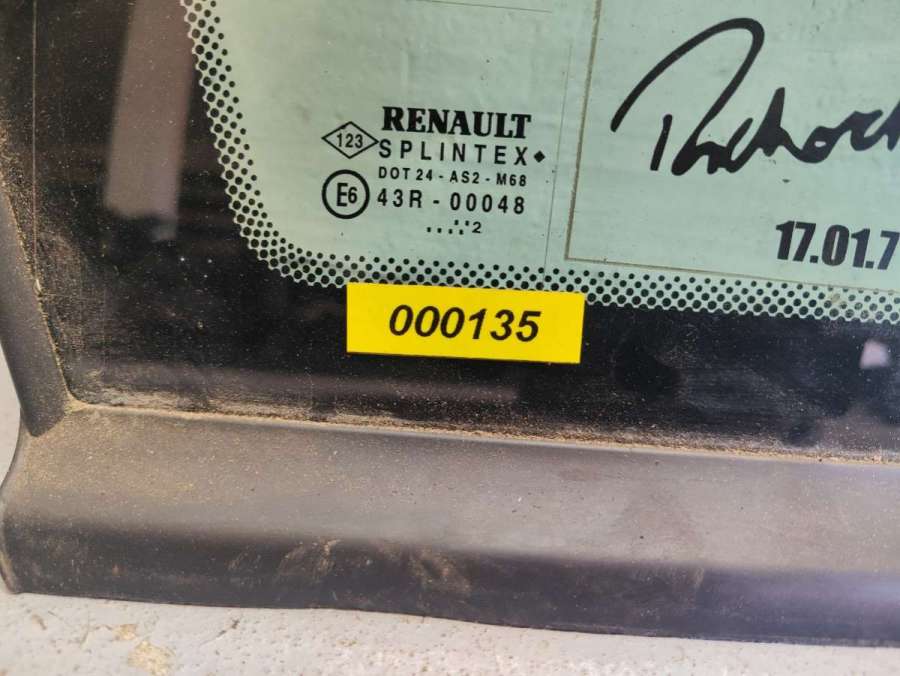 RENAULT
123
SPLINTEX
DOT 24 - AS2 - M68
E6 43R - 00048
....:·:2
17.01.7
000135